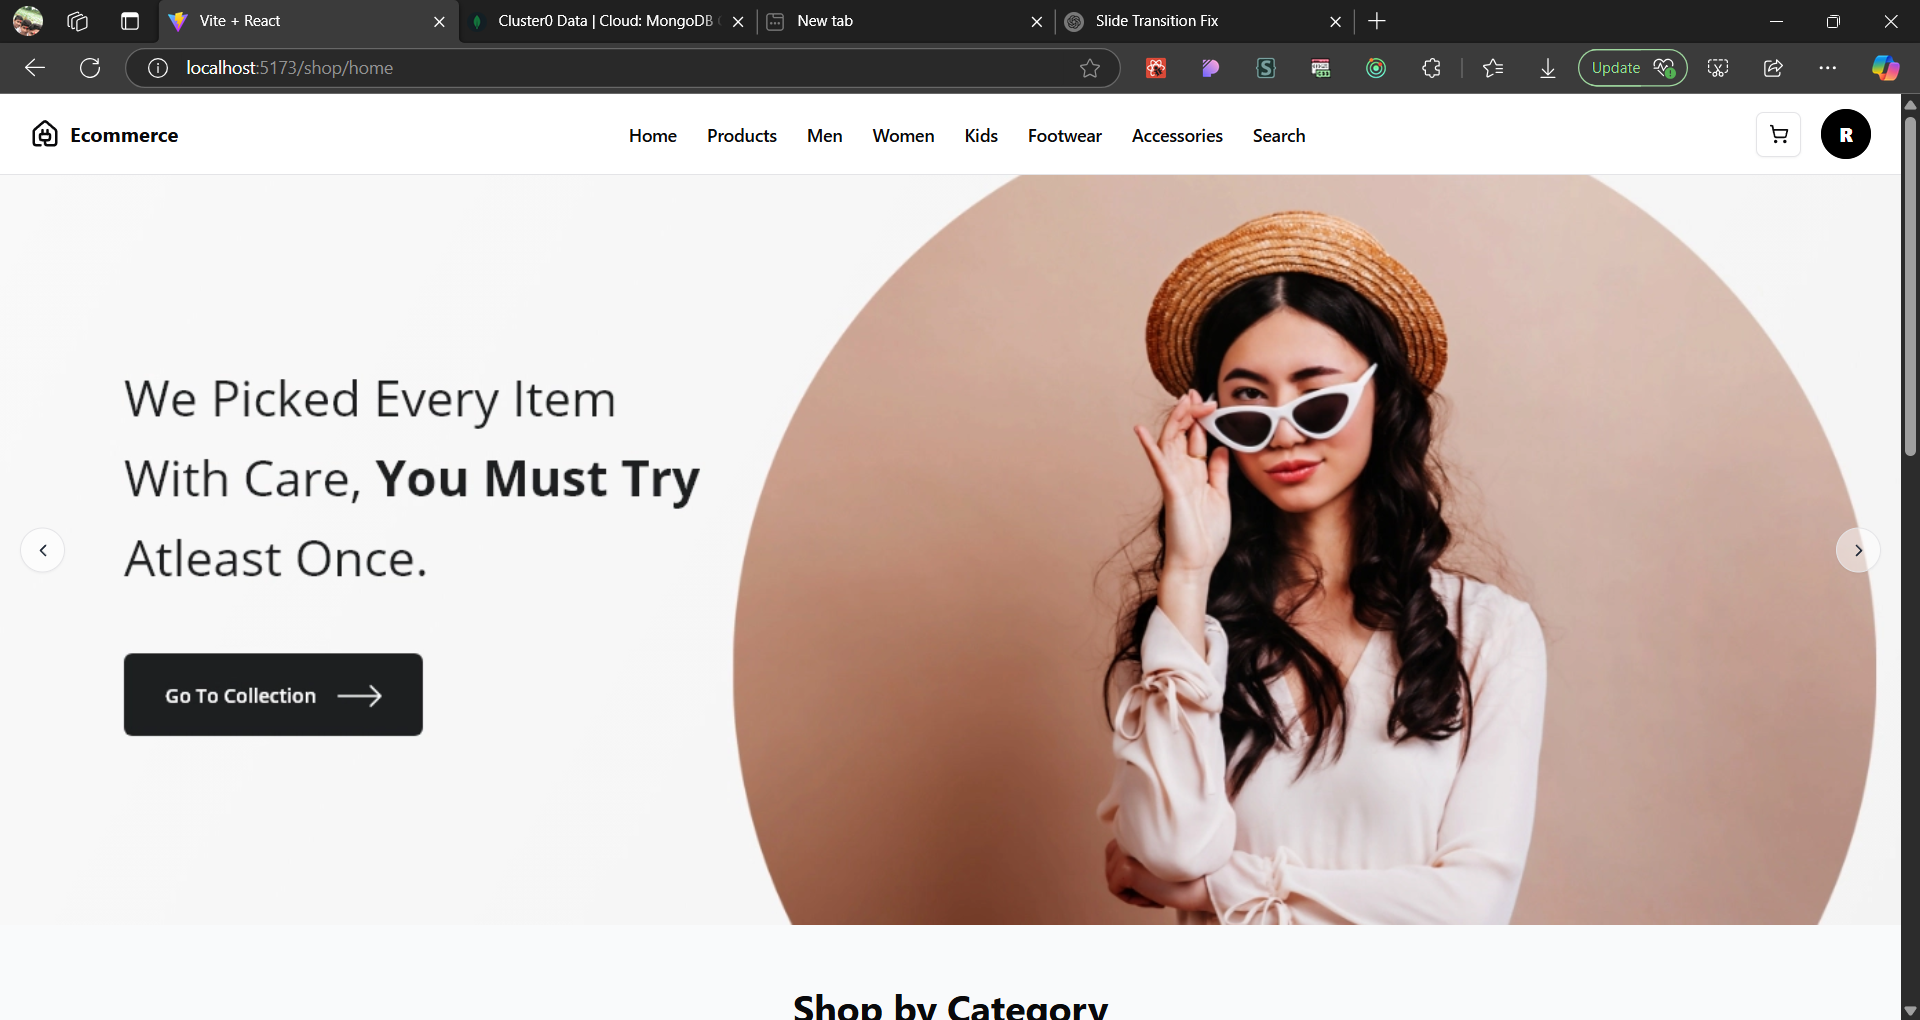 Vite + React
Cluster0 Data | Cloud: MongoDB
New tab
Slide Transition Fix
localhost:5173/shop/home
Update
Ecommerce
Home
Products
Men
Women
Kids
Footwear
Accessories
Search
R
We Picked Every Item
With Care, You Must Try
Atleast Once.
Go To Collection
Shop by Category